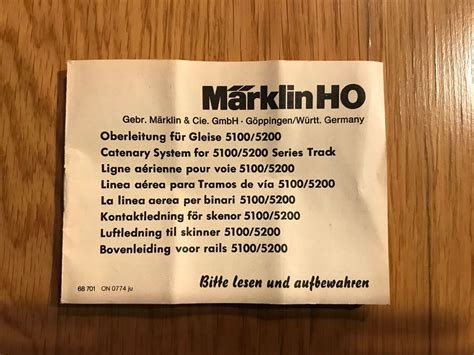 Märklin HO
Gebr. Märklin & Cie. GmbH · Göppingen/Württ. Germany
Oberleitung für Gleise 5100/5200
Catenary System for 5100/5200 Series Track
Ligne aérienne pour voie 5100/5200
Linea aérea para Tramos de vía 5100/5200
La linea aerea per binari 5100/5200
Kontaktledning för skenor 5100/5200
Luftledning til skinner 5100/5200
Bovenleiding voor rails 5100/5200
Bitte lesen und aufbewahren
68 701 ON 0774 ju